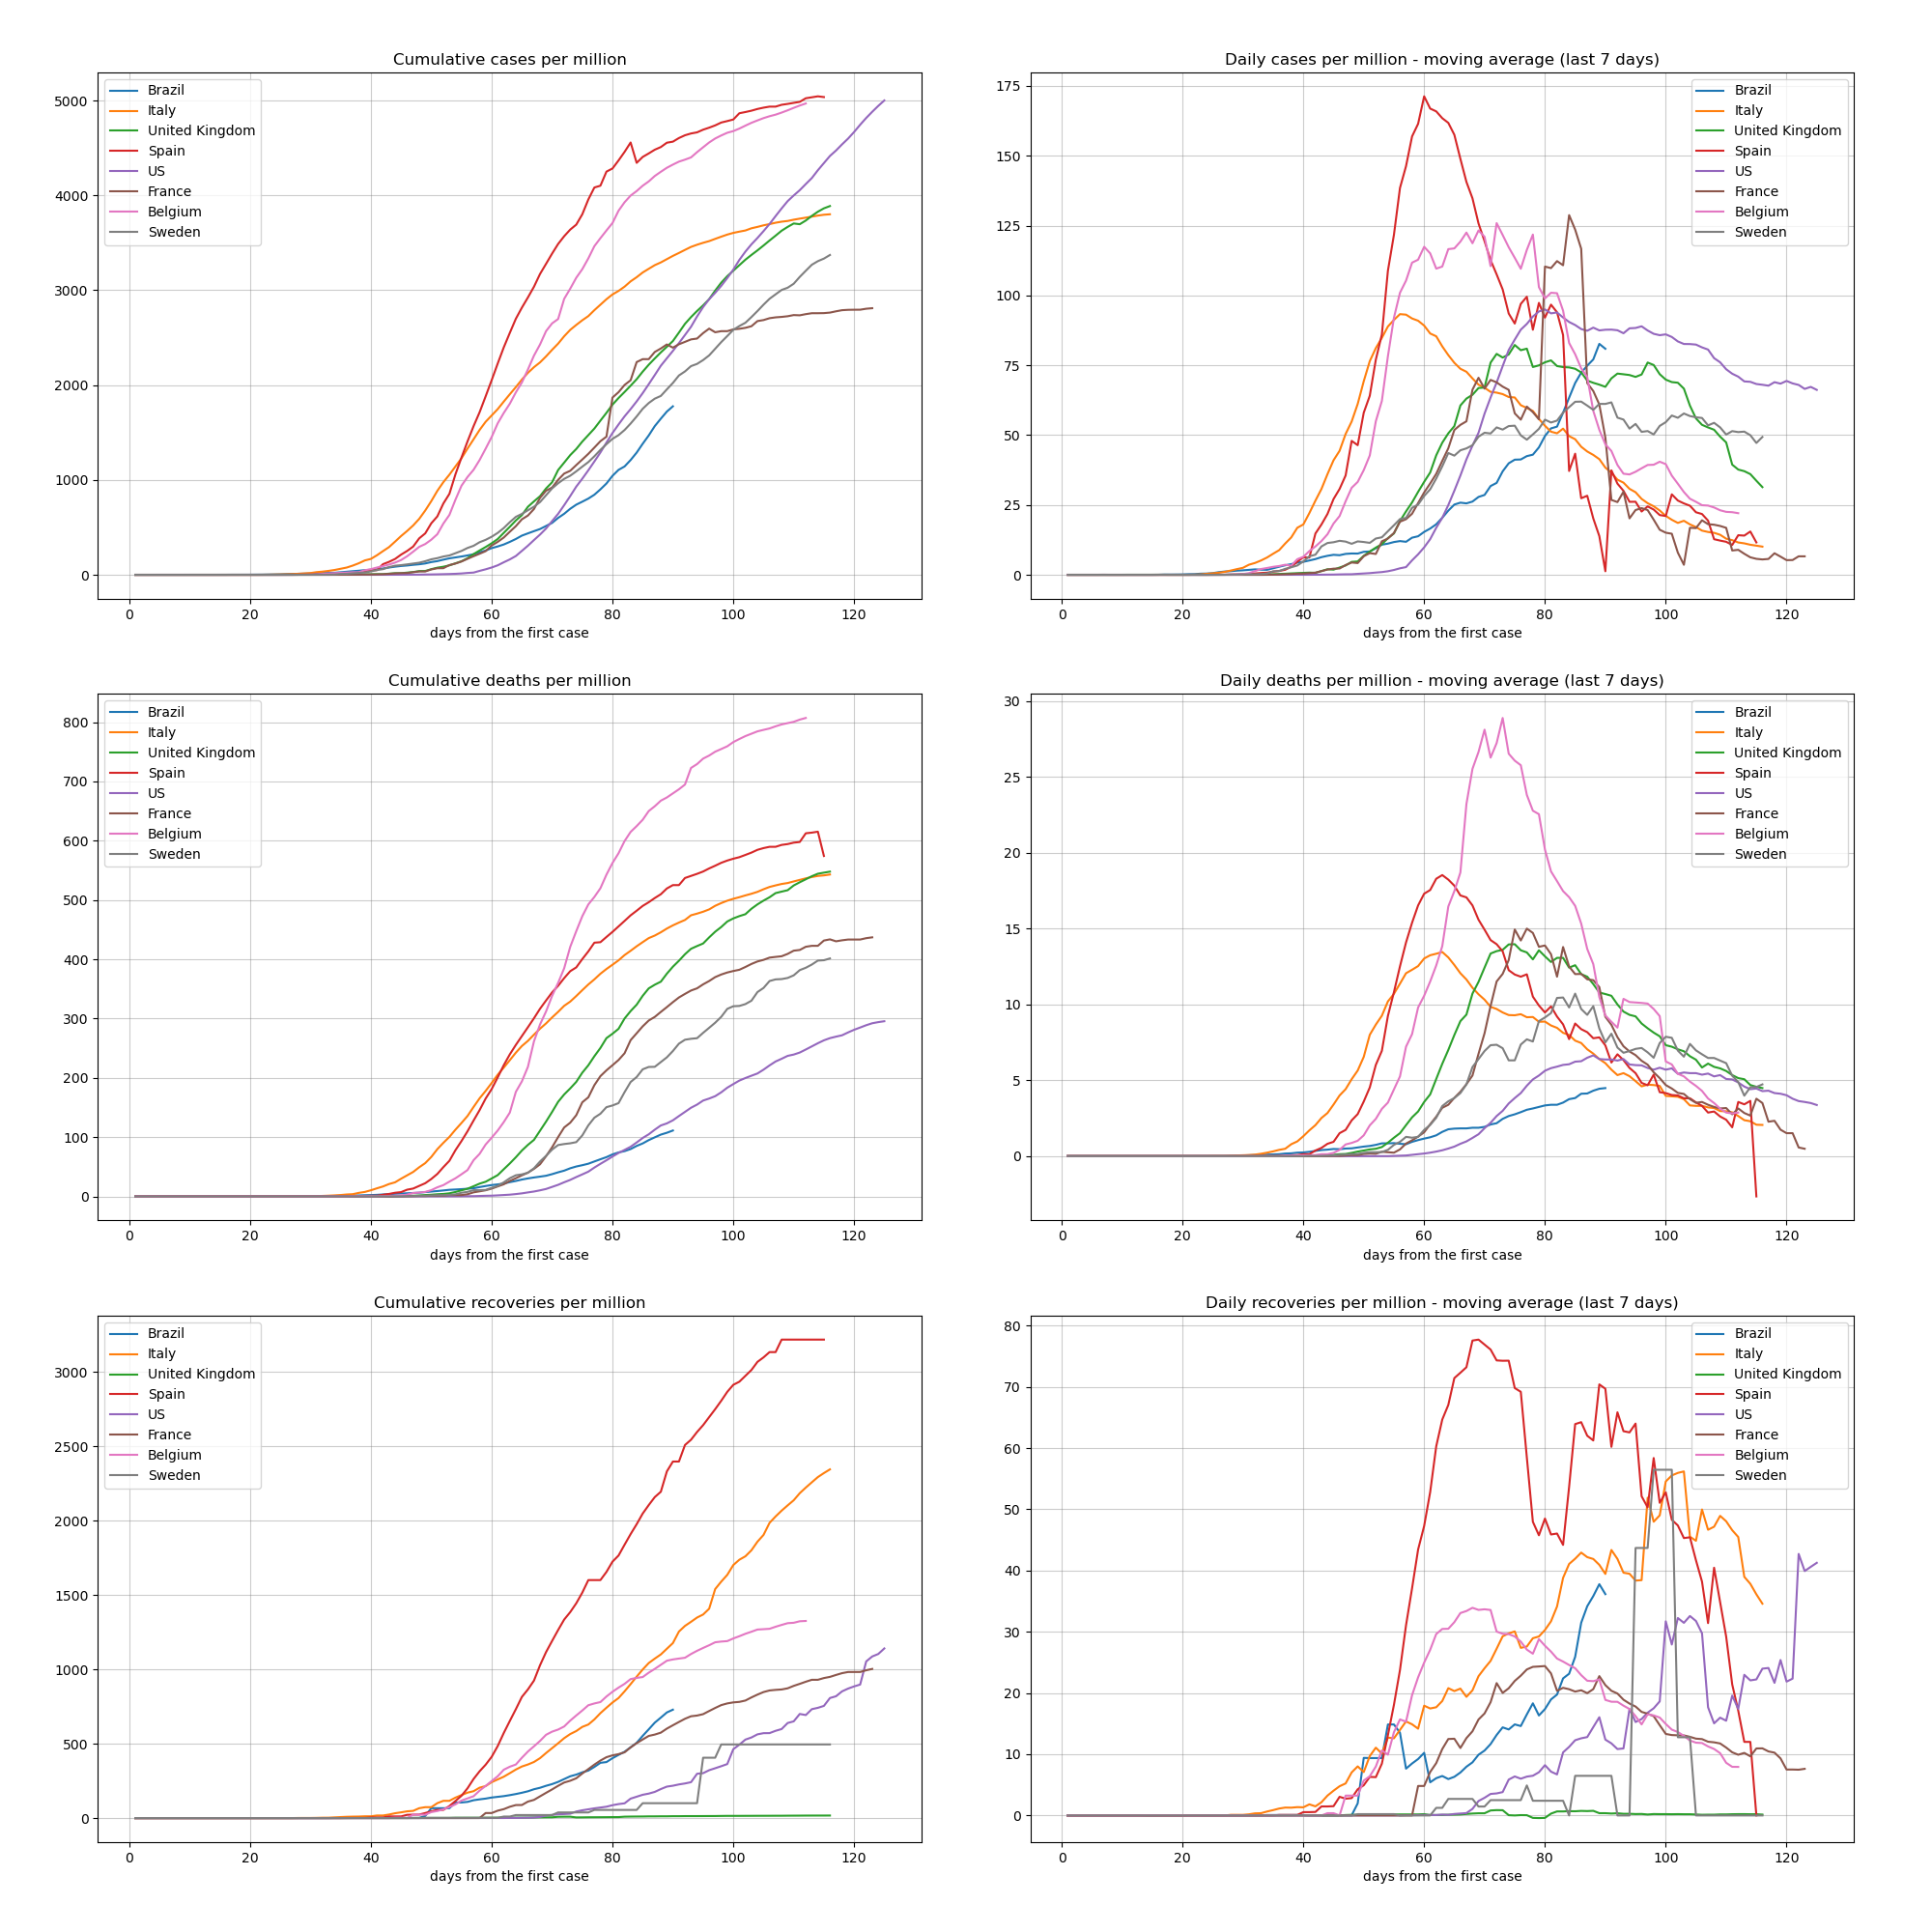 Cumulative cases per million
Brazil
Italy
United Kingdom
Spain
US
France
Belgium
Sweden
5000
4000
3000
2000
1000
0
0 20 40 60 80 100 120
days from the first case
Daily cases per million - moving average (last 7 days)
Brazil
Italy
United Kingdom
Spain
US
France
Belgium
Sweden
175
150
125
100
75
50
25
0
0 20 40 60 80 100 120
days from the first case
Cumulative deaths per million
Brazil
Italy
United Kingdom
Spain
US
France
Belgium
Sweden
800
700
600
500
400
300
200
100
0
0 20 40 60 80 100 120
days from the first case
Daily deaths per million - moving average (last 7 days)
Brazil
Italy
United Kingdom
Spain
US
France
Belgium
Sweden
30
25
20
15
10
5
0
0 20 40 60 80 100 120
days from the first case
Cumulative recoveries per million
Brazil
Italy
United Kingdom
Spain
US
France
Belgium
Sweden
3000
2500
2000
1500
1000
500
0
0 20 40 60 80 100 120
days from the first case
Daily recoveries per million - moving average (last 7 days)
Brazil
Italy
United Kingdom
Spain
US
France
Belgium
Sweden
80
70
60
50
40
30
20
10
0
0 20 40 60 80 100 120
days from the first case